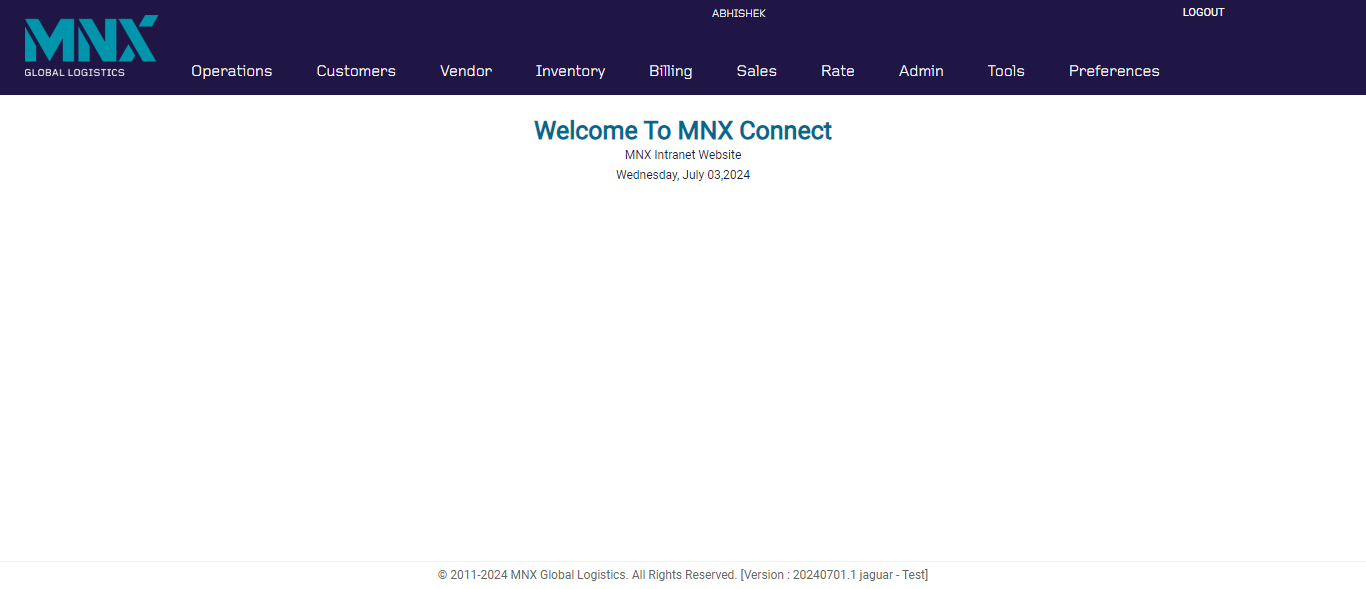 ABHISHEK
LOGOUT
MNX
GLOBAL LOGISTICS
Operations Customers Vendor Inventory Billing Sales Rate Admin Tools Preferences
Welcome To MNX Connect
MNX Intranet Website
Wednesday, July 03,2024
© 2011-2024 MNX Global Logistics. All Rights Reserved. [Version : 20240701.1 jaguar - Test]